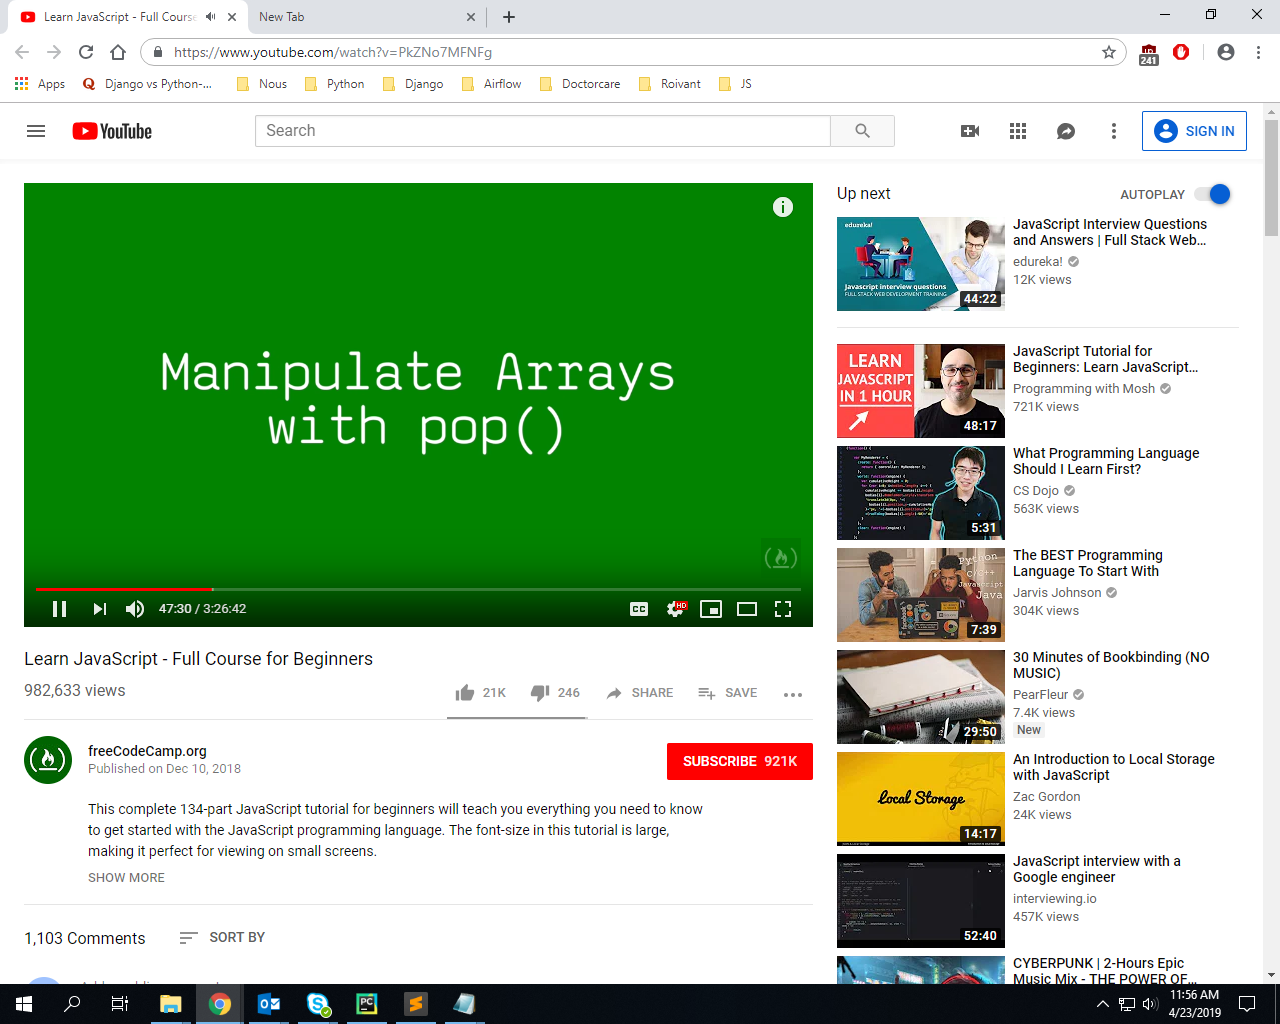 Learn JavaScript - Full Course
New Tab
https://www.youtube.com/watch?v=PkZNo7MFNFg
241
Apps
Django vs Python-...
Nous
Python
Django
Airflow
Doctorcare
Roivant
JS
YouTube
Search
SIGN IN
Manipulate Arrays
with pop()
47:30 / 3:26:42
CC
HD
Learn JavaScript - Full Course for Beginners
982,633 views
21K
246
SHARE
SAVE
freeCodeCamp.org
Published on Dec 10, 2018
SUBSCRIBE 921K
This complete 134-part JavaScript tutorial for beginners will teach you everything you need to know
to get started with the JavaScript programming language. The font-size in this tutorial is large,
making it perfect for viewing on small screens.
SHOW MORE
1,103 Comments
SORT BY
Up next
AUTOPLAY
edureka!
Javascript interview questions
FULL STACK WEB DEVELOPMENT TRAINING
44:22
JavaScript Interview Questions
and Answers | Full Stack Web...
edureka!
12K views
LEARN
JAVASCRIPT
IN 1 HOUR
48:17
JavaScript Tutorial for
Beginners: Learn JavaScript...
Programming with Mosh
721K views
5:31
What Programming Language
Should I Learn First?
CS Dojo
563K views
Python
C/C++
Javascript
Java
7:39
The BEST Programming
Language To Start With
Jarvis Johnson
304K views
29:50
30 Minutes of Bookbinding (NO
MUSIC)
PearFleur
7.4K views
New
Local Storage
14:17
An Introduction to Local Storage
with JavaScript
Zac Gordon
24K views
52:40
JavaScript interview with a
Google engineer
interviewing.io
457K views
CYBERPUNK | 2-Hours Epic
Music Mix - THE POWER OF...
PC
11:56 AM
4/23/2019